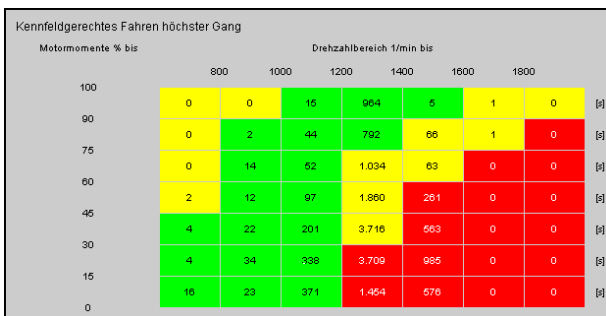 Kennfeldgerechtes Fahren höchster Gang
Motormomente % bis Drehzahlbereich 1/min bis
800 1000 1200 1400 1600 1800
100
0 0 15 964 5 1 0 [s]
90
0 2 44 792 66 1 0 [s]
75
0 14 52 1.034 63 0 0 [s]
60
2 12 97 1.860 261 0 0 [s]
45
4 22 201 3.716 563 0 0 [s]
30
4 34 338 3.709 985 0 0 [s]
15
16 23 371 1.454 576 0 0 [s]
0